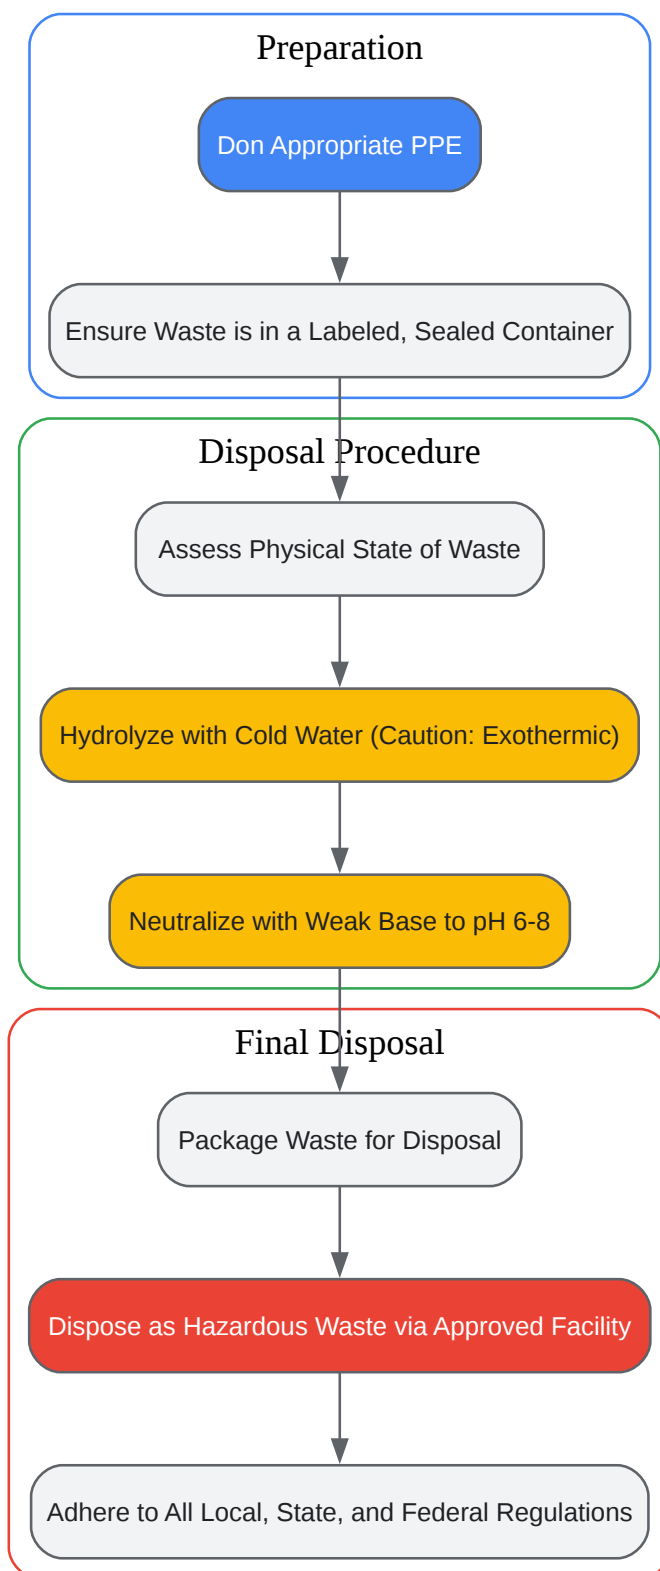 Preparation
Don Appropriate PPE
Ensure Waste is in a Labeled, Sealed Container
Disposal Procedure
Assess Physical State of Waste
Hydrolyze with Cold Water (Caution: Exothermic)
Neutralize with Weak Base to pH 6-8
Final Disposal
Package Waste for Disposal
Dispose as Hazardous Waste via Approved Facility
Adhere to All Local, State, and Federal Regulations